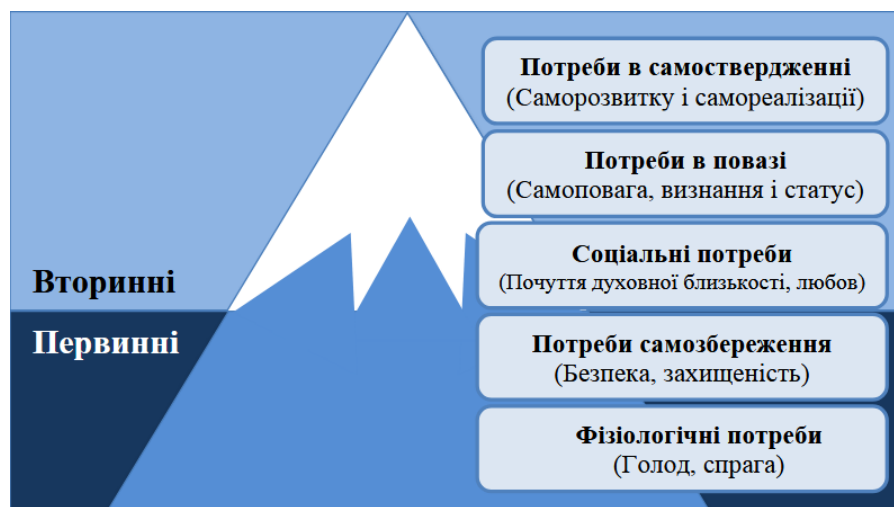 Потреби в самоствердженні
(Саморозвитку і самореалізації)
Потреби в повазі
(Самоповага, визнання і статус)
Соціальні потреби
(Почуття духовної близькості, любов)
Вторинні
Первинні
Потреби самозбереження
(Безпека, захищеність)
Фізіологічні потреби
(Голод, спрага)